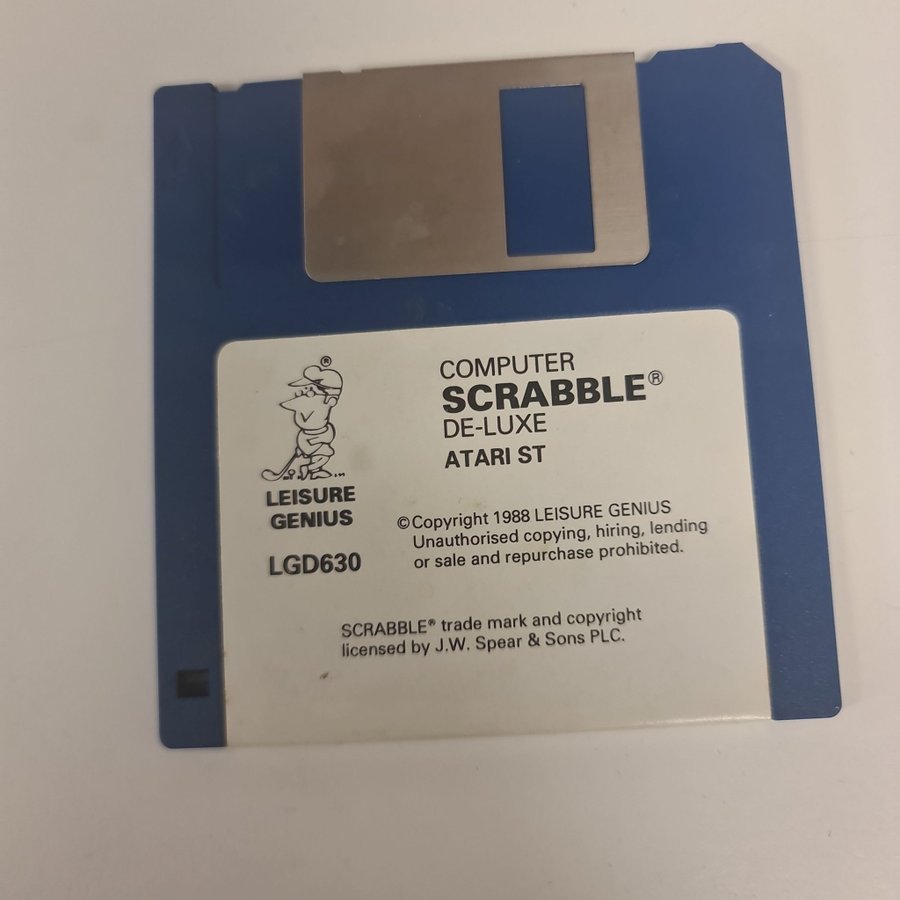 ®
COMPUTER
SCRABBLE®
DE-LUXE
ATARI ST
LEISURE
GENIUS
LGD630
© Copyright 1988 LEISURE GENIUS
Unauthorised copying, hiring, lending
or sale and repurchase prohibited.
SCRABBLE® trade mark and copyright
licensed by J.W. Spear & Sons PLC.